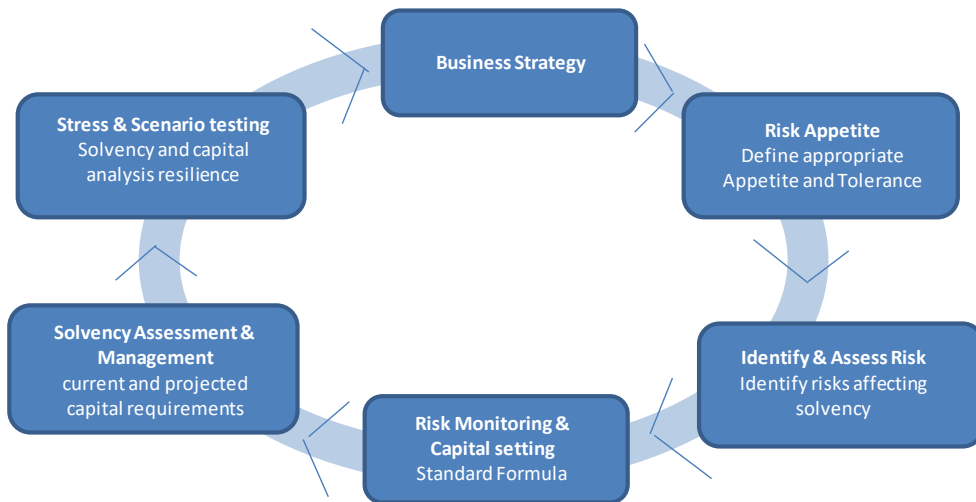 Business Strategy
Risk Appetite
Define appropriate
Appetite and Tolerance
Identify & Assess Risk
Identify risks affecting
solvency
Risk Monitoring &
Capital setting
Standard Formula
Solvency Assessment &
Management
current and projected
capital requirements
Stress & Scenario testing
Solvency and capital
analysis resilience